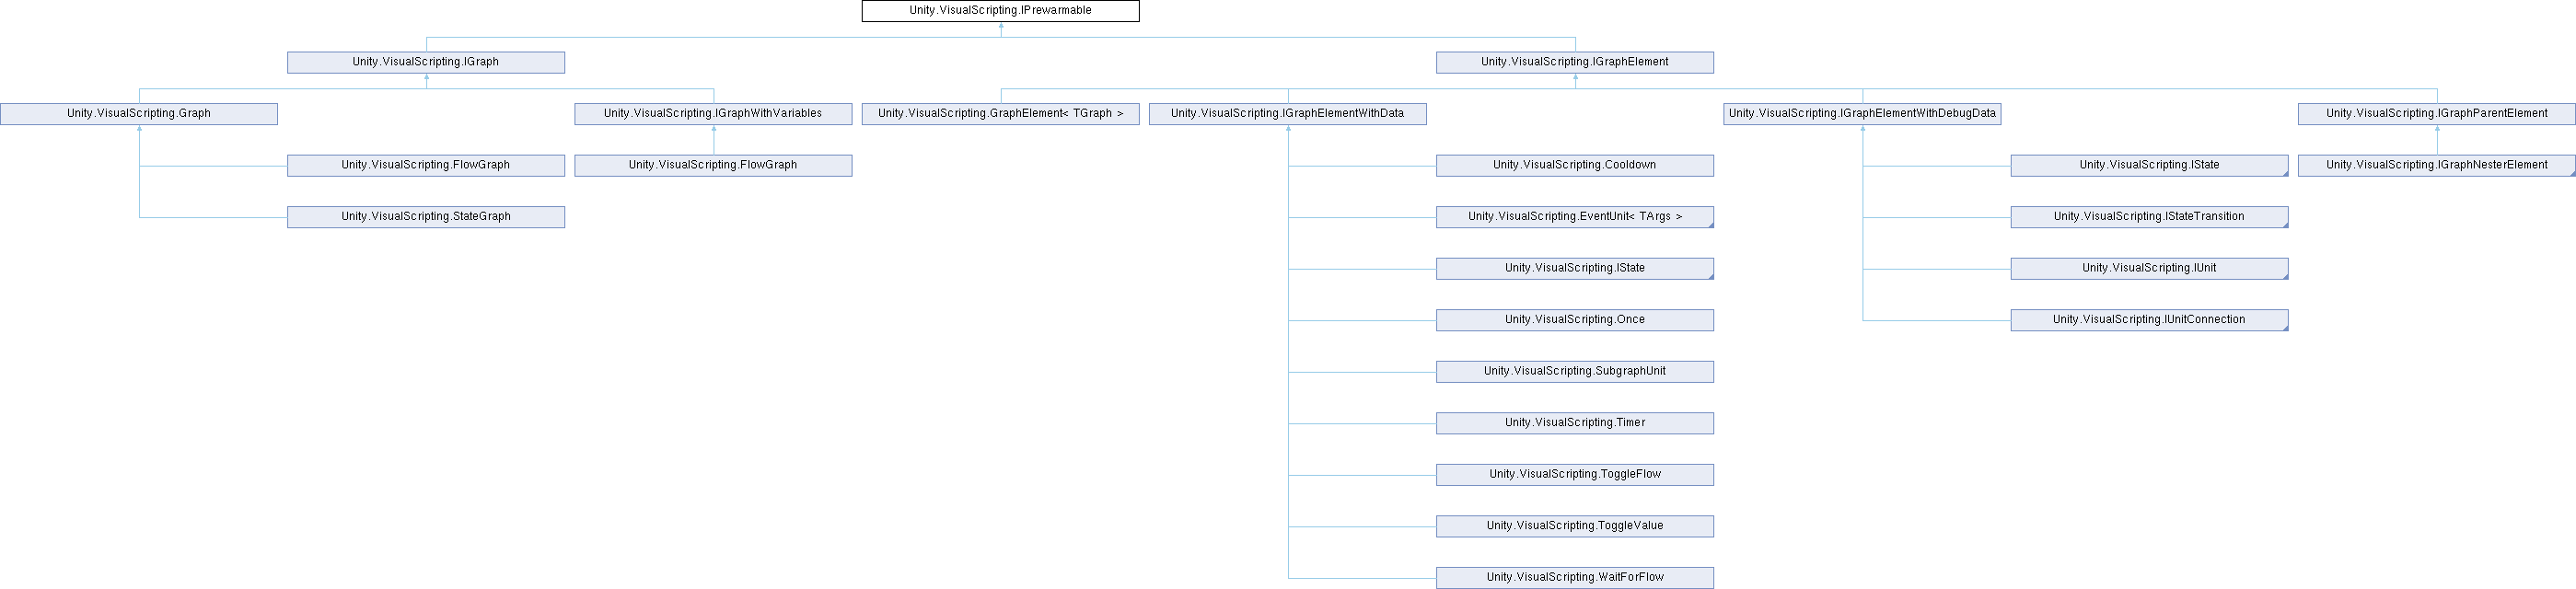 Unity.VisualScripting.IPrewarmable
Unity.VisualScripting.IGraph
Unity.VisualScripting.IGraphElement
Unity.VisualScripting.Graph
Unity.VisualScripting.IGraphWithVariables
Unity.VisualScripting.GraphElement< TGraph >
Unity.VisualScripting.IGraphElementWithData
Unity.VisualScripting.IGraphElementWithDebugData
Unity.VisualScripting.IGraphParentElement
Unity.VisualScripting.FlowGraph
Unity.VisualScripting.FlowGraph
Unity.VisualScripting.Cooldown
Unity.VisualScripting.IState
Unity.VisualScripting.IGraphNesterElement
Unity.VisualScripting.StateGraph
Unity.VisualScripting.EventUnit< TArgs >
Unity.VisualScripting.IStateTransition
Unity.VisualScripting.IState
Unity.VisualScripting.IUnit
Unity.VisualScripting.Once
Unity.VisualScripting.IUnitConnection
Unity.VisualScripting.SubgraphUnit
Unity.VisualScripting.Timer
Unity.VisualScripting.ToggleFlow
Unity.VisualScripting.ToggleValue
Unity.VisualScripting.WaitForFlow